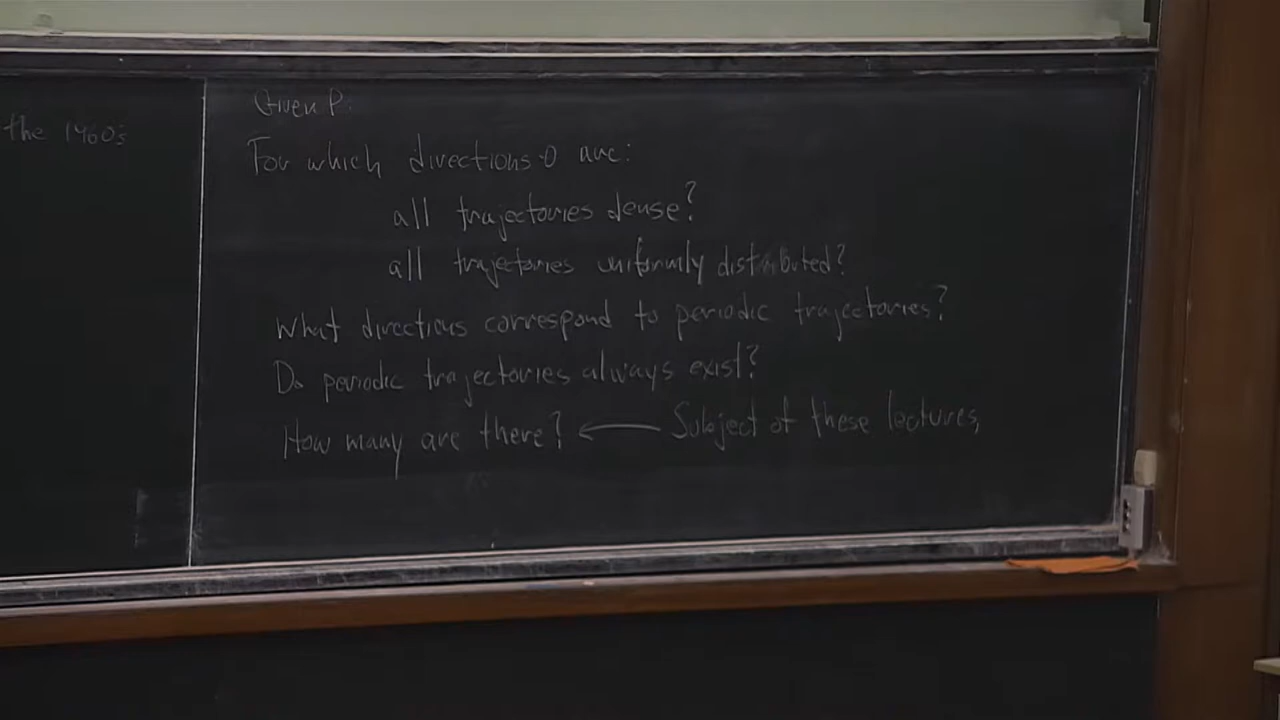 the 1960's
Given P.
For which directions θ are:
all trajectories dense?
all trajectories uniformly distributed?
What directions correspond to periodic trajectories?
Do periodic trajectories always exist?
How many are there? ← Subject of these lectures,